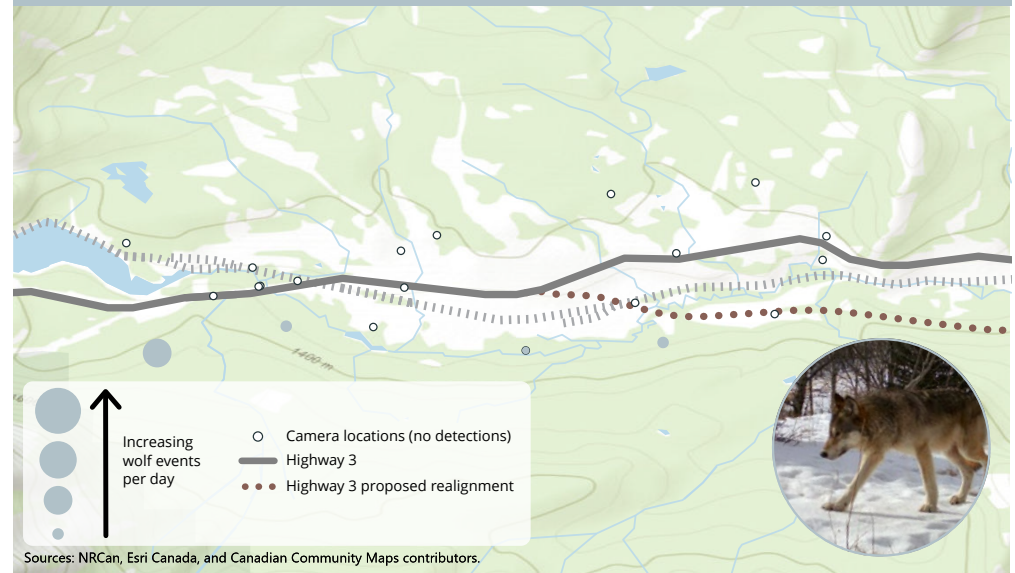 1400 m
Increasing
wolf events
per day
Camera locations (no detections)
Highway 3
Highway 3 proposed realignment
Sources: NRCan, Esri Canada, and Canadian Community Maps contributors.